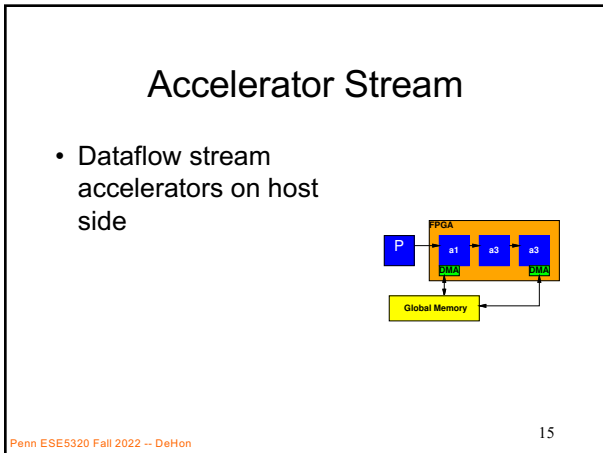 Accelerator Stream
• Dataflow stream
accelerators on host
side
FPGA
P
a1
a3
a3
DMA
DMA
Global Memory
Penn ESE5320 Fall 2022 -- DeHon
15